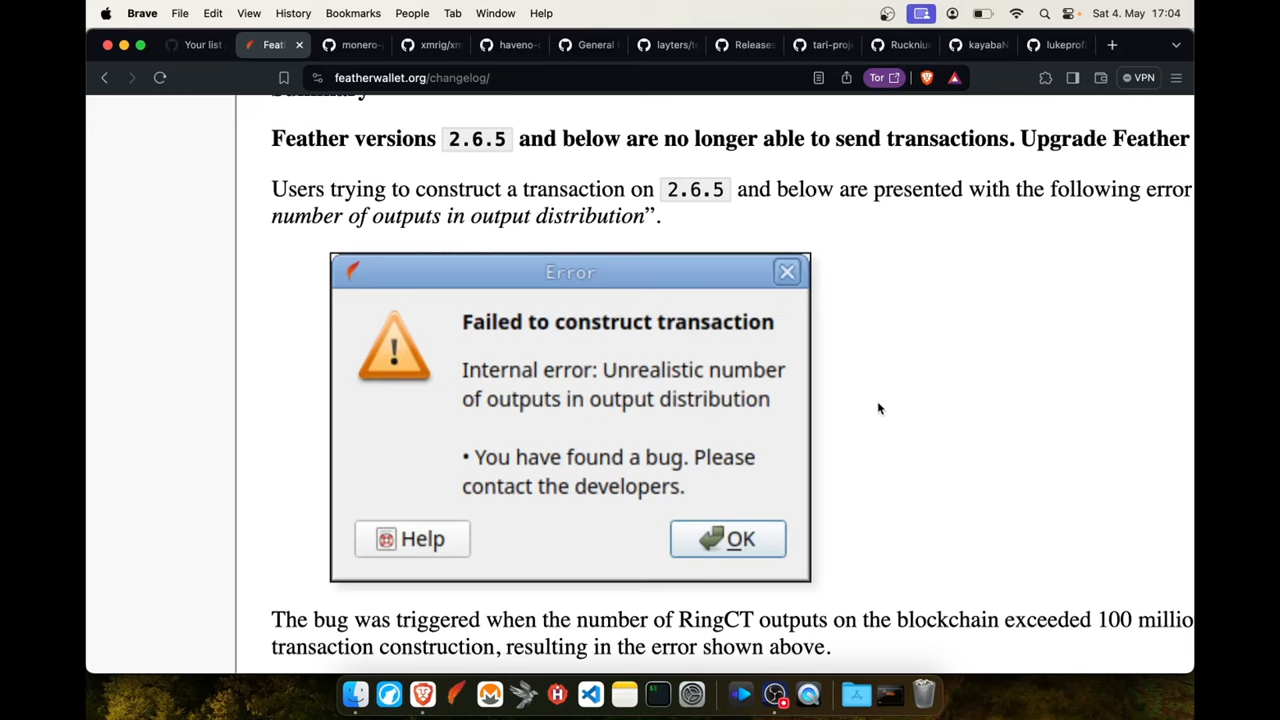 Brave File Edit View History Bookmarks People Tab Window Help Sat 4. May 17:04
Your list Feat monero- xmrig/xm haveno- General layters/t Releases tari-proj Ruckniu kayabaN lukeprofi
featherwallet.org/changelog/ Tor VPN
Summary
Feather versions 2.6.5 and below are no longer able to send transactions. Upgrade Feather
Users trying to construct a transaction on 2.6.5 and below are presented with the following error
number of outputs in output distribution”.
Error
Failed to construct transaction
Internal error: Unrealistic number
of outputs in output distribution
• You have found a bug. Please
contact the developers.
Help OK
The bug was triggered when the number of RingCT outputs on the blockchain exceeded 100 millio
transaction construction, resulting in the error shown above.